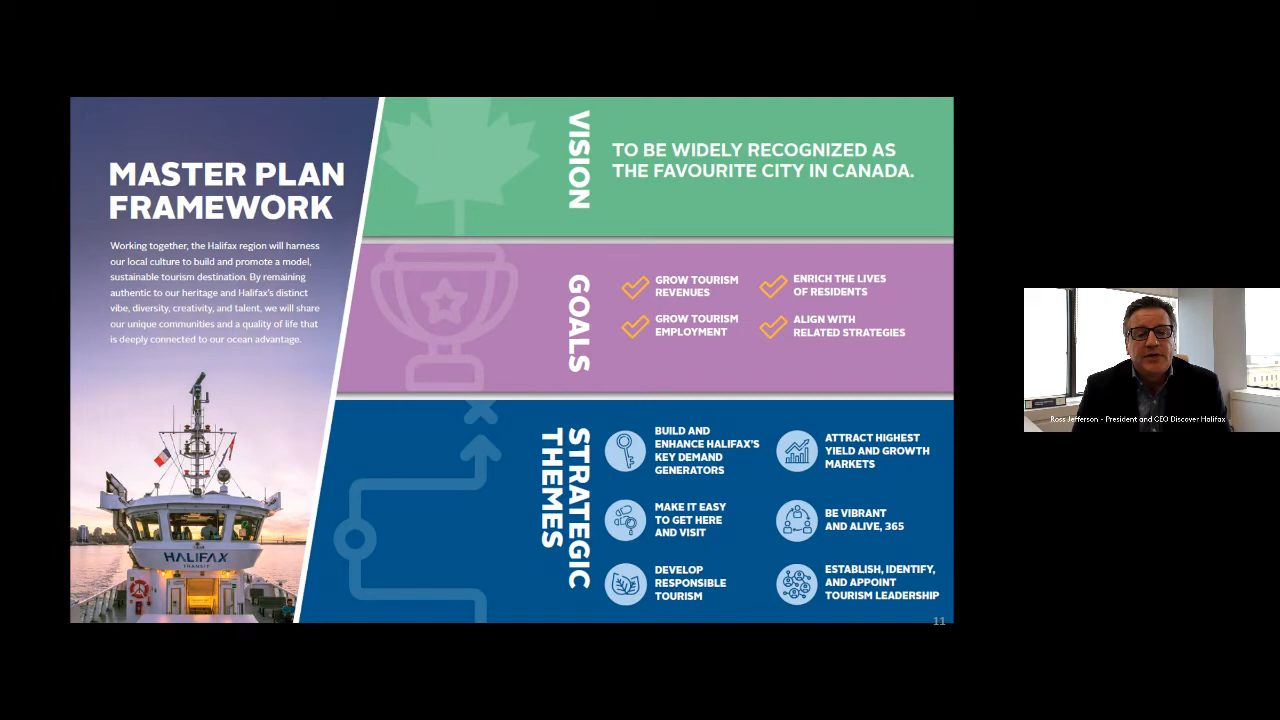 MASTER PLAN
FRAMEWORK
Working together, the Halifax region will harness
our local culture to build and promote a model,
sustainable tourism destination. By remaining
authentic to our heritage and Halifax's distinct
vibe, diversity, creativity, and talent, we will share
our unique communities and a quality of life that
is deeply connected to our ocean advantage.
HALIFAX
TRANSIT
VISION
TO BE WIDELY RECOGNIZED AS
THE FAVOURITE CITY IN CANADA.
GOALS
GROW TOURISM
REVENUES
ENRICH THE LIVES
OF RESIDENTS
GROW TOURISM
EMPLOYMENT
ALIGN WITH
RELATED STRATEGIES
STRATEGIC
THEMES
BUILD AND
ENHANCE HALIFAX'S
KEY DEMAND
GENERATORS
ATTRACT HIGHEST
YIELD AND GROWTH
MARKETS
MAKE IT EASY
TO GET HERE
AND VISIT
BE VIBRANT
AND ALIVE, 365
DEVELOP
RESPONSIBLE
TOURISM
ESTABLISH, IDENTIFY,
AND APPOINT
TOURISM LEADERSHIP
11
Ross Jefferson - President and CEO Discover Halifax